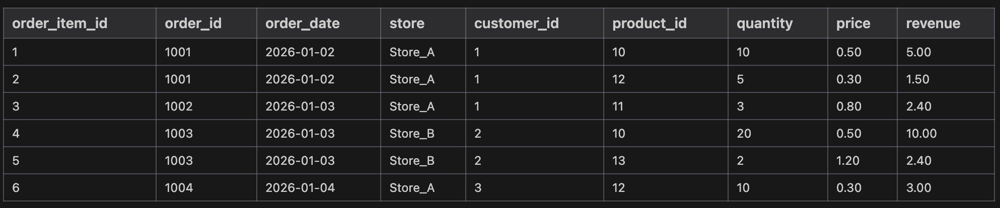 order_item_id order_id order_date store customer_id product_id quantity price revenue
1 1001 2026-01-02 Store_A 1 10 10 0.50 5.00
2 1001 2026-01-02 Store_A 1 12 5 0.30 1.50
3 1002 2026-01-03 Store_A 1 11 3 0.80 2.40
4 1003 2026-01-03 Store_B 2 10 20 0.50 10.00
5 1003 2026-01-03 Store_B 2 13 2 1.20 2.40
6 1004 2026-01-04 Store_A 3 12 10 0.30 3.00